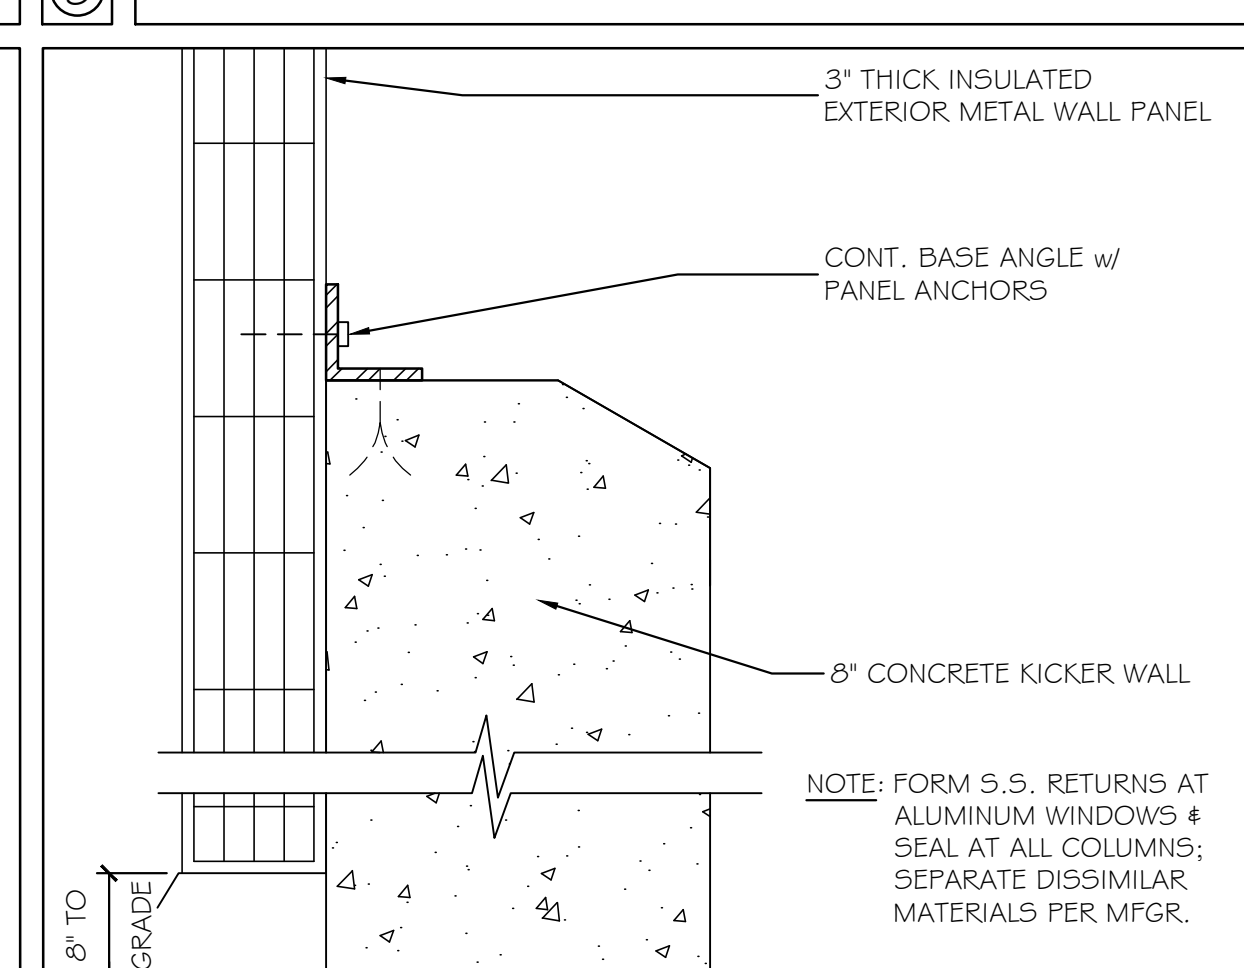 3" THICK INSULATED
EXTERIOR METAL WALL PANEL
CONT. BASE ANGLE w/
PANEL ANCHORS
8" CONCRETE KICKER WALL
NOTE: FORM S.S. RETURNS AT
ALUMINUM WINDOWS &
SEAL AT ALL COLUMNS;
SEPARATE DISSIMILAR
MATERIALS PER MFGR.
8" TO
GRADE